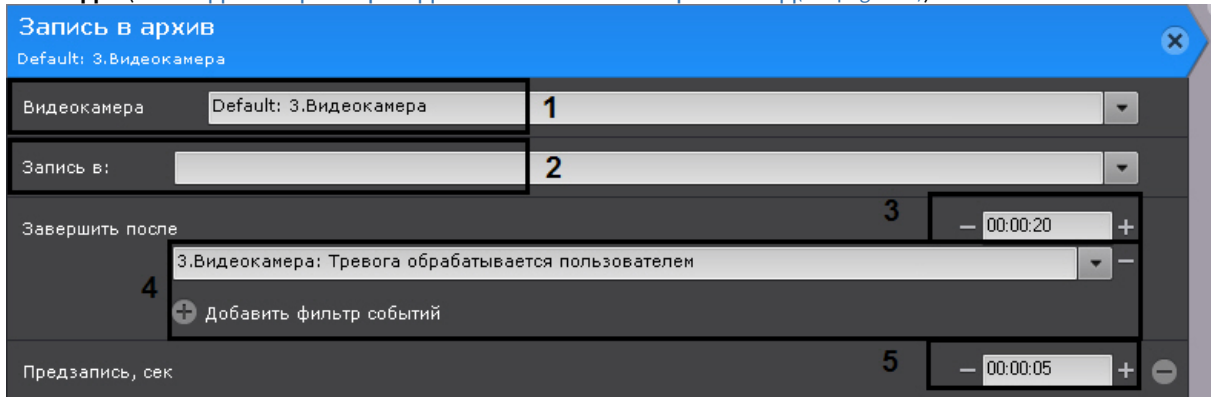 Запись в архив
Default: 3.Видеокамера
Видеокамера Default: 3.Видеокамера 1
Запись в: 2
Завершить после 3 – 00:00:20 +
3.Видеокамера: Тревога обрабатывается пользователем –
4
Добавить фильтр событий
Предзапись, сек 5 – 00:00:05 +